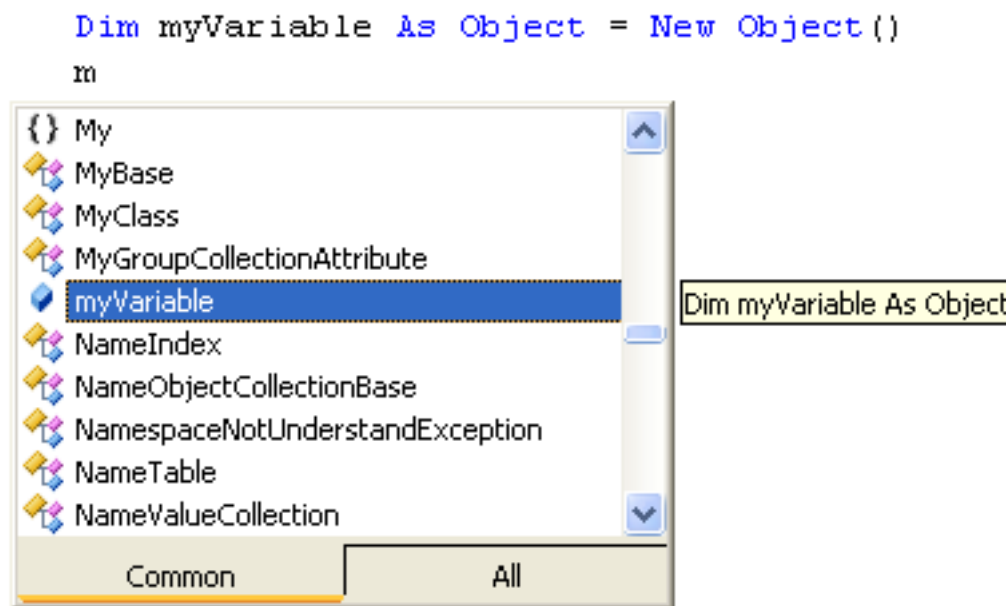 Dim myVariable As Object = New Object()
m
{} My
MyBase
MyClass
MyGroupCollectionAttribute
myVariable
Dim myVariable As Object
NameIndex
NameObjectCollectionBase
NamespaceNotUnderstandException
NameTable
NameValueCollection
Common
All